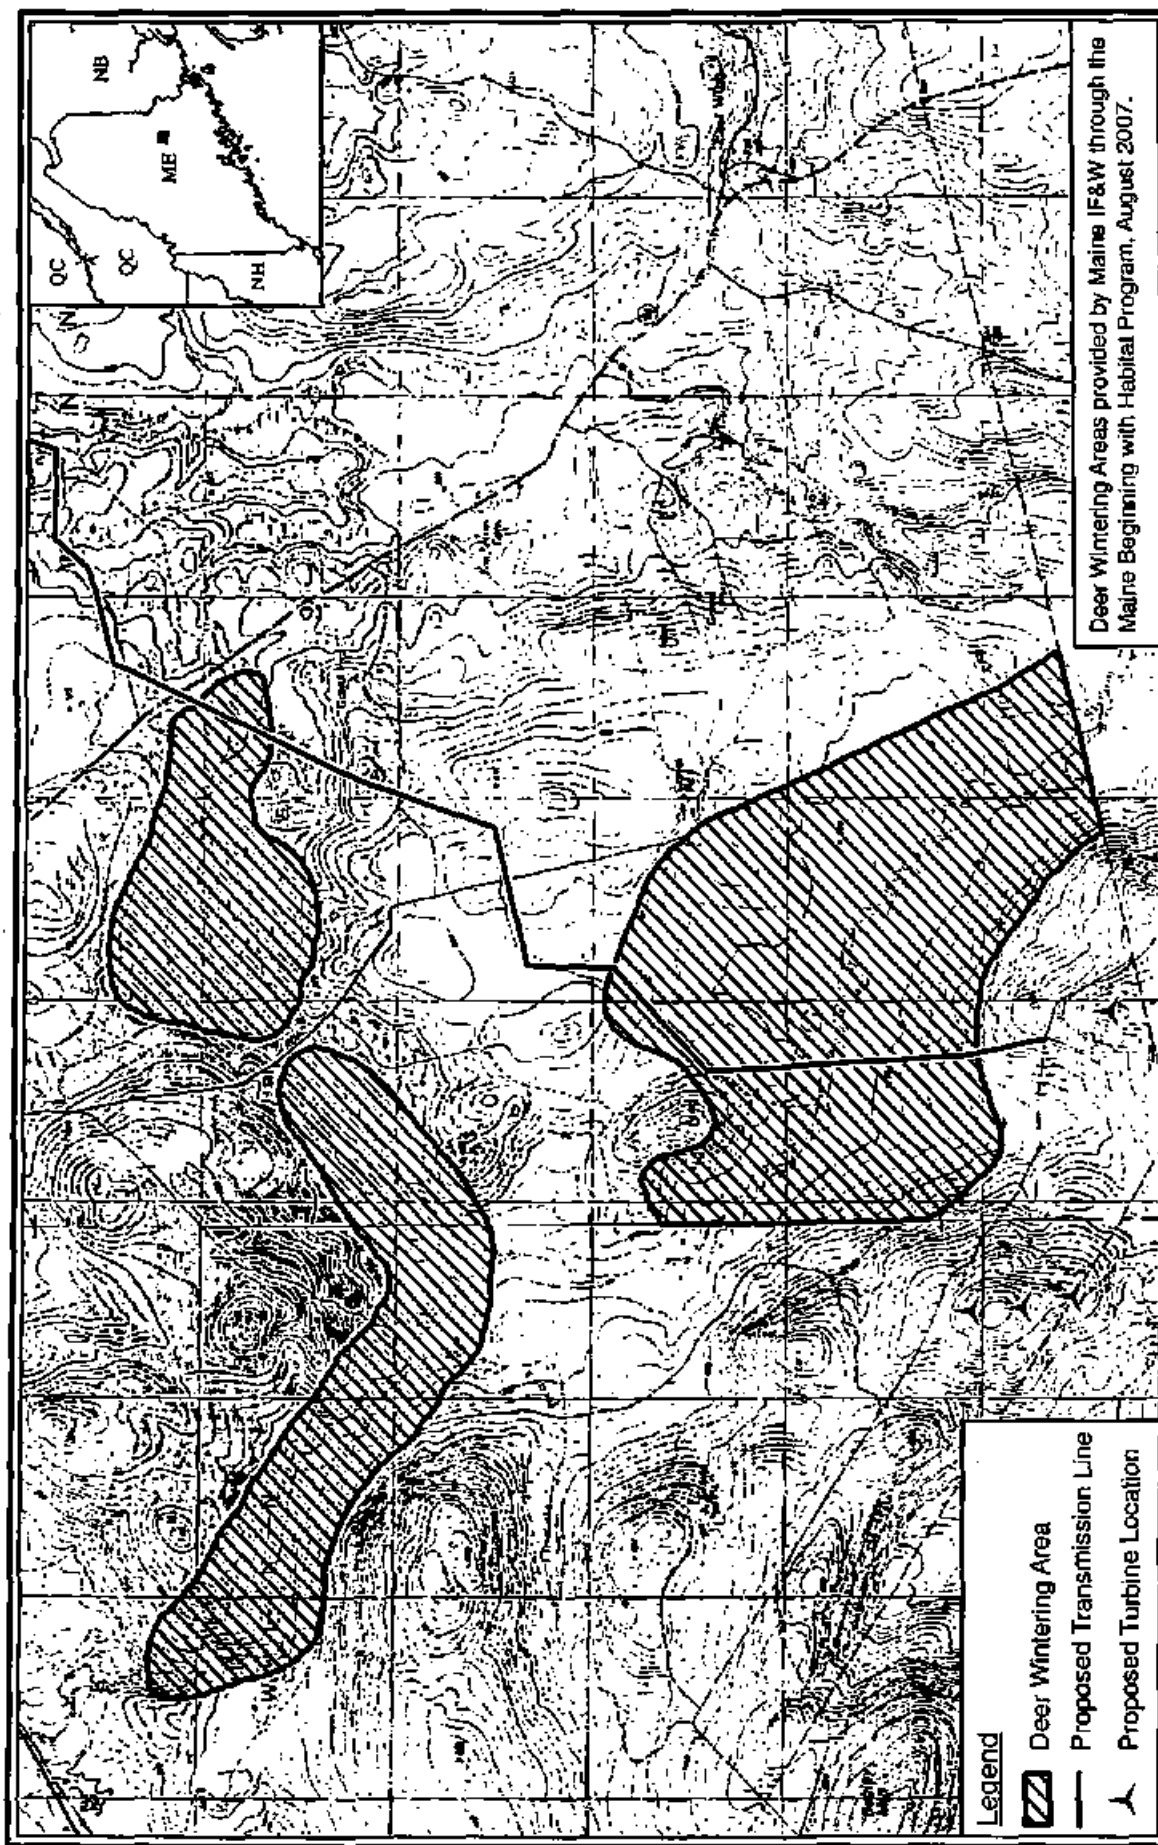 QC
QC
NB
ME
NH
Deer Wintering Areas provided by Maine IF&W through the
Maine Beginning with Habitat Program, August 2007.
Legend
Deer Wintering Area
Proposed Transmission Line
Proposed Turbine Location